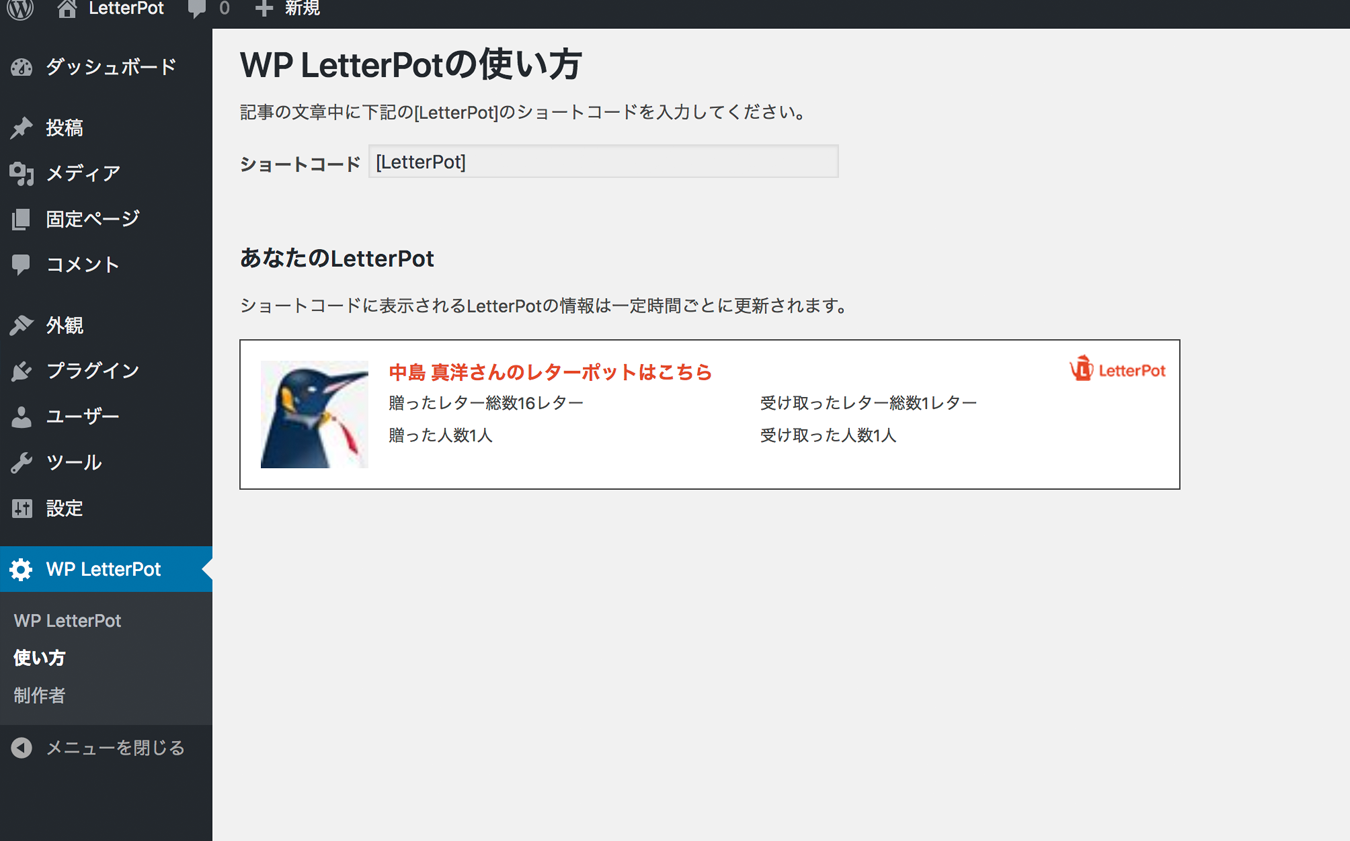 LetterPot 0 新規
ダッシュボード
投稿
メディア
固定ページ
コメント
外観
プラグイン
ユーザー
ツール
設定
WP LetterPot
WP LetterPot
使い方
制作者
メニューを閉じる
WP LetterPotの使い方
記事の文章中に下記の[LetterPot]のショートコードを入力してください。
ショートコード [LetterPot]
あなたのLetterPot
ショートコードに表示されるLetterPotの情報は一定時間ごとに更新されます。
中島 真洋さんのレターポットはこちら
LetterPot
贈ったレター総数16レター 受け取ったレター総数1レター
贈った人数1人 受け取った人数1人